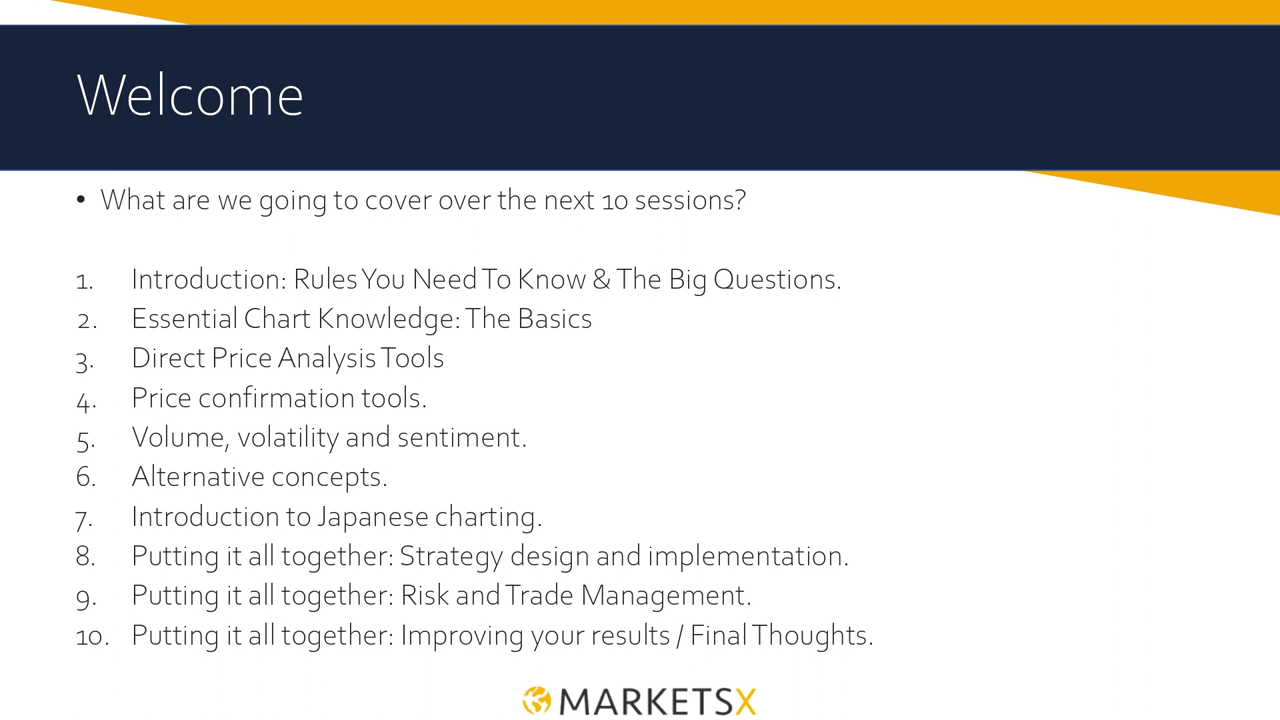 Welcome
• What are we going to cover over the next 10 sessions?
1. Introduction: Rules You Need To Know & The Big Questions.
2. Essential Chart Knowledge: The Basics
3. Direct Price Analysis Tools
4. Price confirmation tools.
5. Volume, volatility and sentiment.
6. Alternative concepts.
7. Introduction to Japanese charting.
8. Putting it all together: Strategy design and implementation.
9. Putting it all together: Risk and Trade Management.
10. Putting it all together: Improving your results / Final Thoughts.
MARKETSX